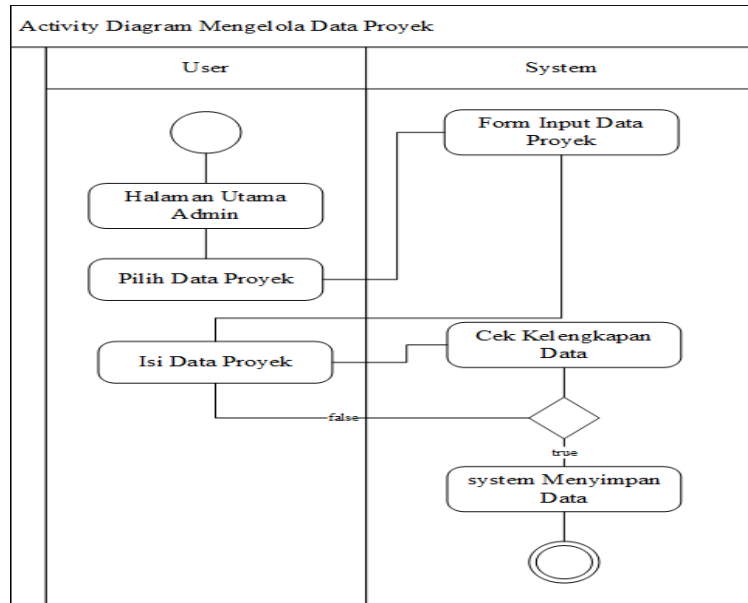 Activity Diagram Mengelola Data Proyek
User
System
Form Input Data
Proyek
Halaman Utama
Admin
Pilih Data Proyek
Isi Data Proyek
Cek Kelengkapan
Data
false
true
system Menyimpan
Data